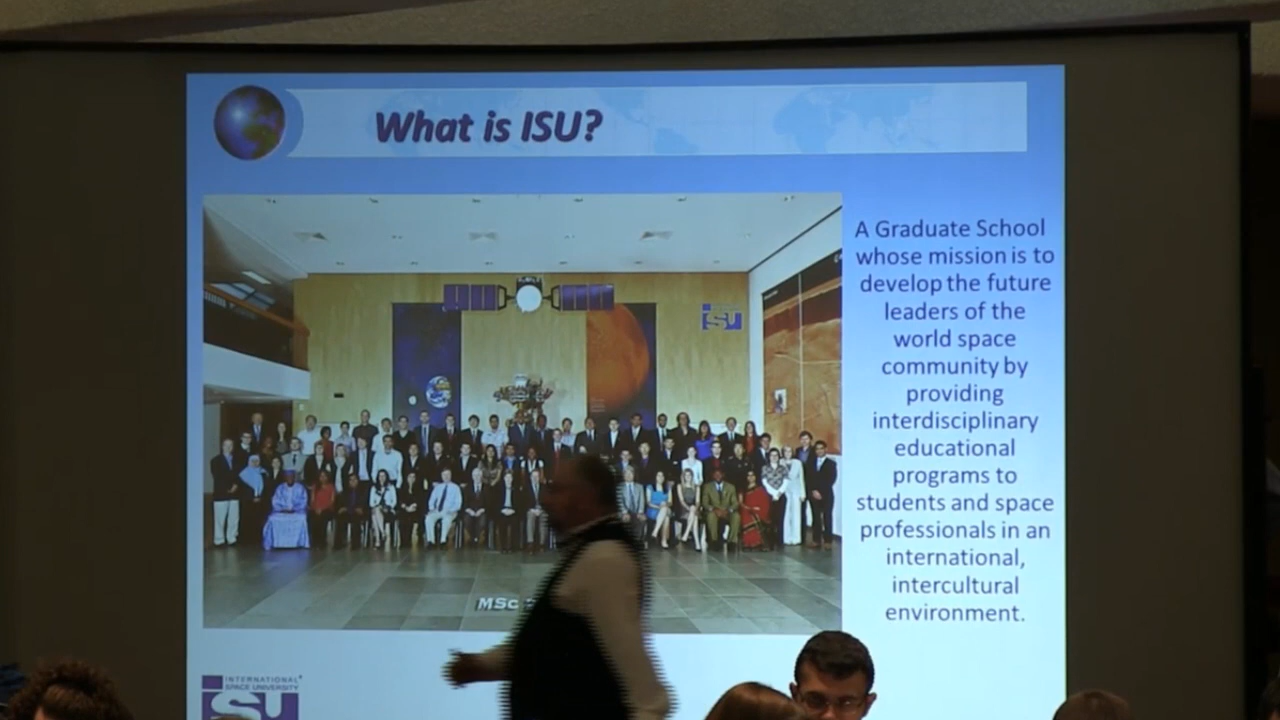 What is ISU?
A Graduate School
whose mission is to
develop the future
leaders of the
world space
community by
providing
interdisciplinary
educational
programs to
students and space
professionals in an
international,
intercultural
environment.
isu
MSc
INTERNATIONAL
SPACE UNIVERSITY
isu